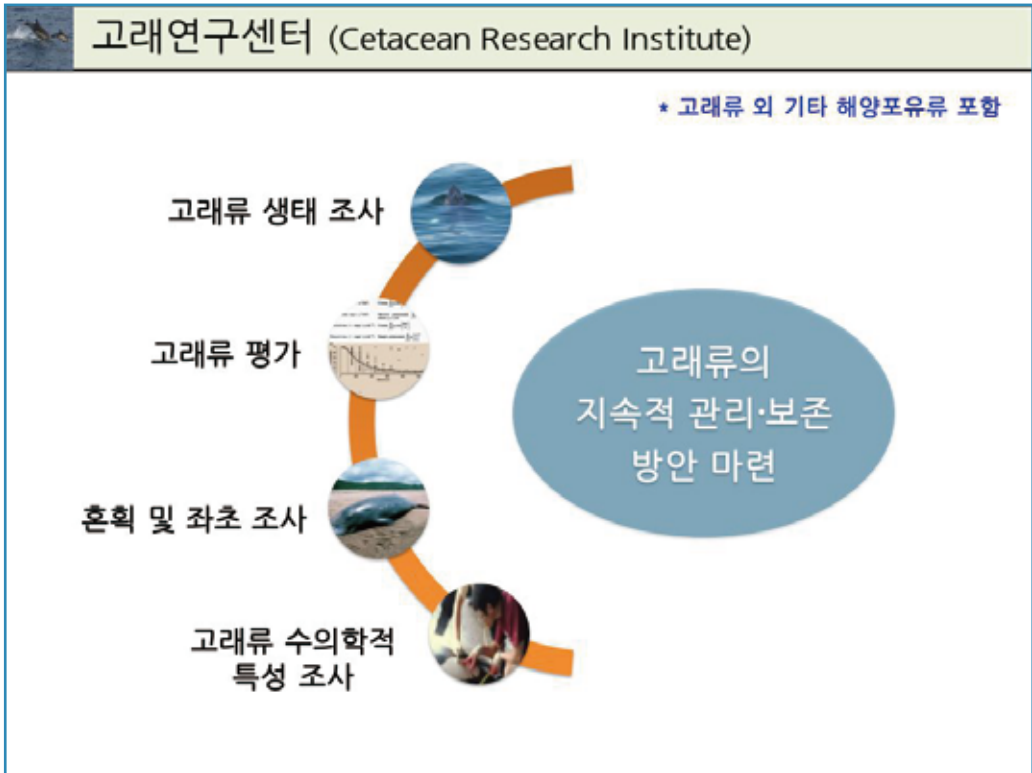 고래연구센터 (Cetacean Research Institute)
* 고래류 외 기타 해양포유류 포함
고래류 생태 조사
고래류 평가
혼획 및 좌초 조사
고래류 수의학적
특성 조사
고래류의
지속적 관리·보존
방안 마련